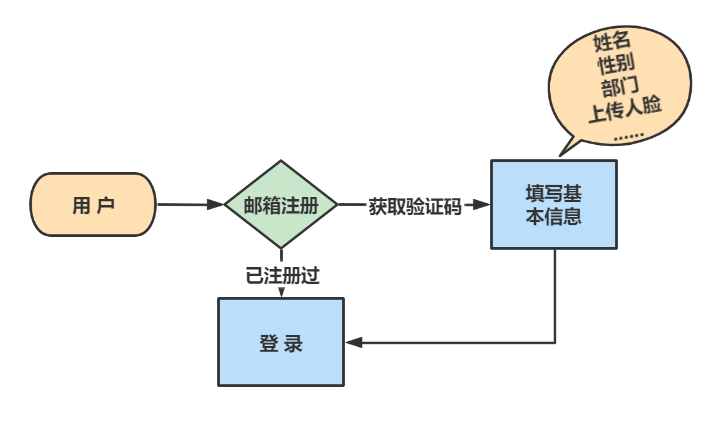 姓名
性别
部门
上传人脸
......
用 户
邮箱注册
获取验证码
填写基
本信息
已注册过
登 录